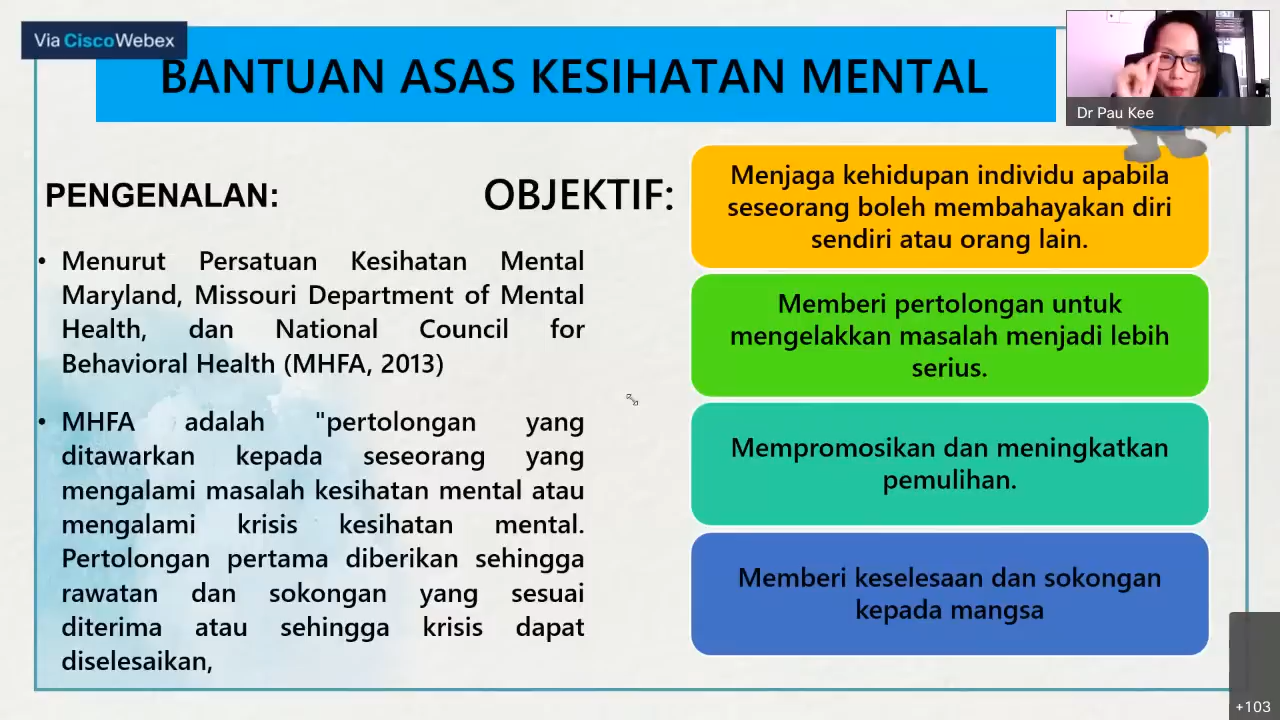 Via CiscoWebex
BANTUAN ASAS KESIHATAN MENTAL
Dr Pau Kee
PENGENALAN:
• Menurut Persatuan Kesihatan Mental
Maryland, Missouri Department of Mental
Health, dan National Council for
Behavioral Health (MHFA, 2013)
• MHFA adalah "pertolongan yang
ditawarkan kepada seseorang yang
mengalami masalah kesihatan mental atau
mengalami krisis kesihatan mental.
Pertolongan pertama diberikan sehingga
rawatan dan sokongan yang sesuai
diterima atau sehingga krisis dapat
diselesaikan,
OBJEKTIF:
Menjaga kehidupan individu apabila
seseorang boleh membahayakan diri
sendiri atau orang lain.
Memberi pertolongan untuk
mengelakkan masalah menjadi lebih
serius.
Mempromosikan dan meningkatkan
pemulihan.
Memberi keselesaan dan sokongan
kepada mangsa
+103